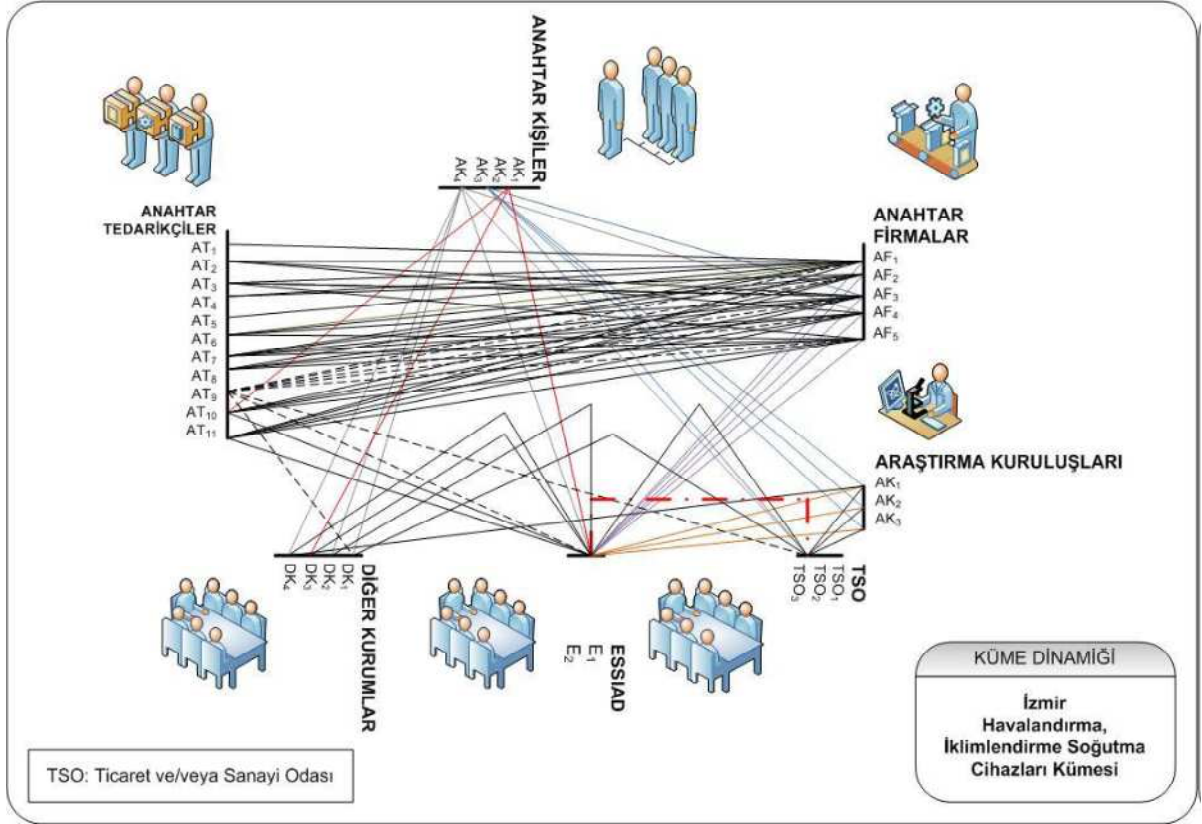 ANAHTAR KİŞİLER
AK1
AK2
AK3
AK4
ANAHTAR
TEDARİKÇİLER
AT1
AT2
AT3
AT4
AT5
AT6
AT7
AT8
AT9
AT10
AT11
ANAHTAR
FİRMALAR
AF1
AF2
AF3
AF4
AF5
ARAŞTIRMA KURULUŞLARI
AK1
AK2
AK3
DİĞER KURUMLAR
DK1
DK2
DK3
DK4
ESSIAD
E1
E2
TSO
TSO1
TSO2
TSO3
KÜME DİNAMİĞİ
İzmir
Havalandırma,
İklimlendirme Soğutma
Cihazları Kümesi
TSO: Ticaret ve/veya Sanayi Odası